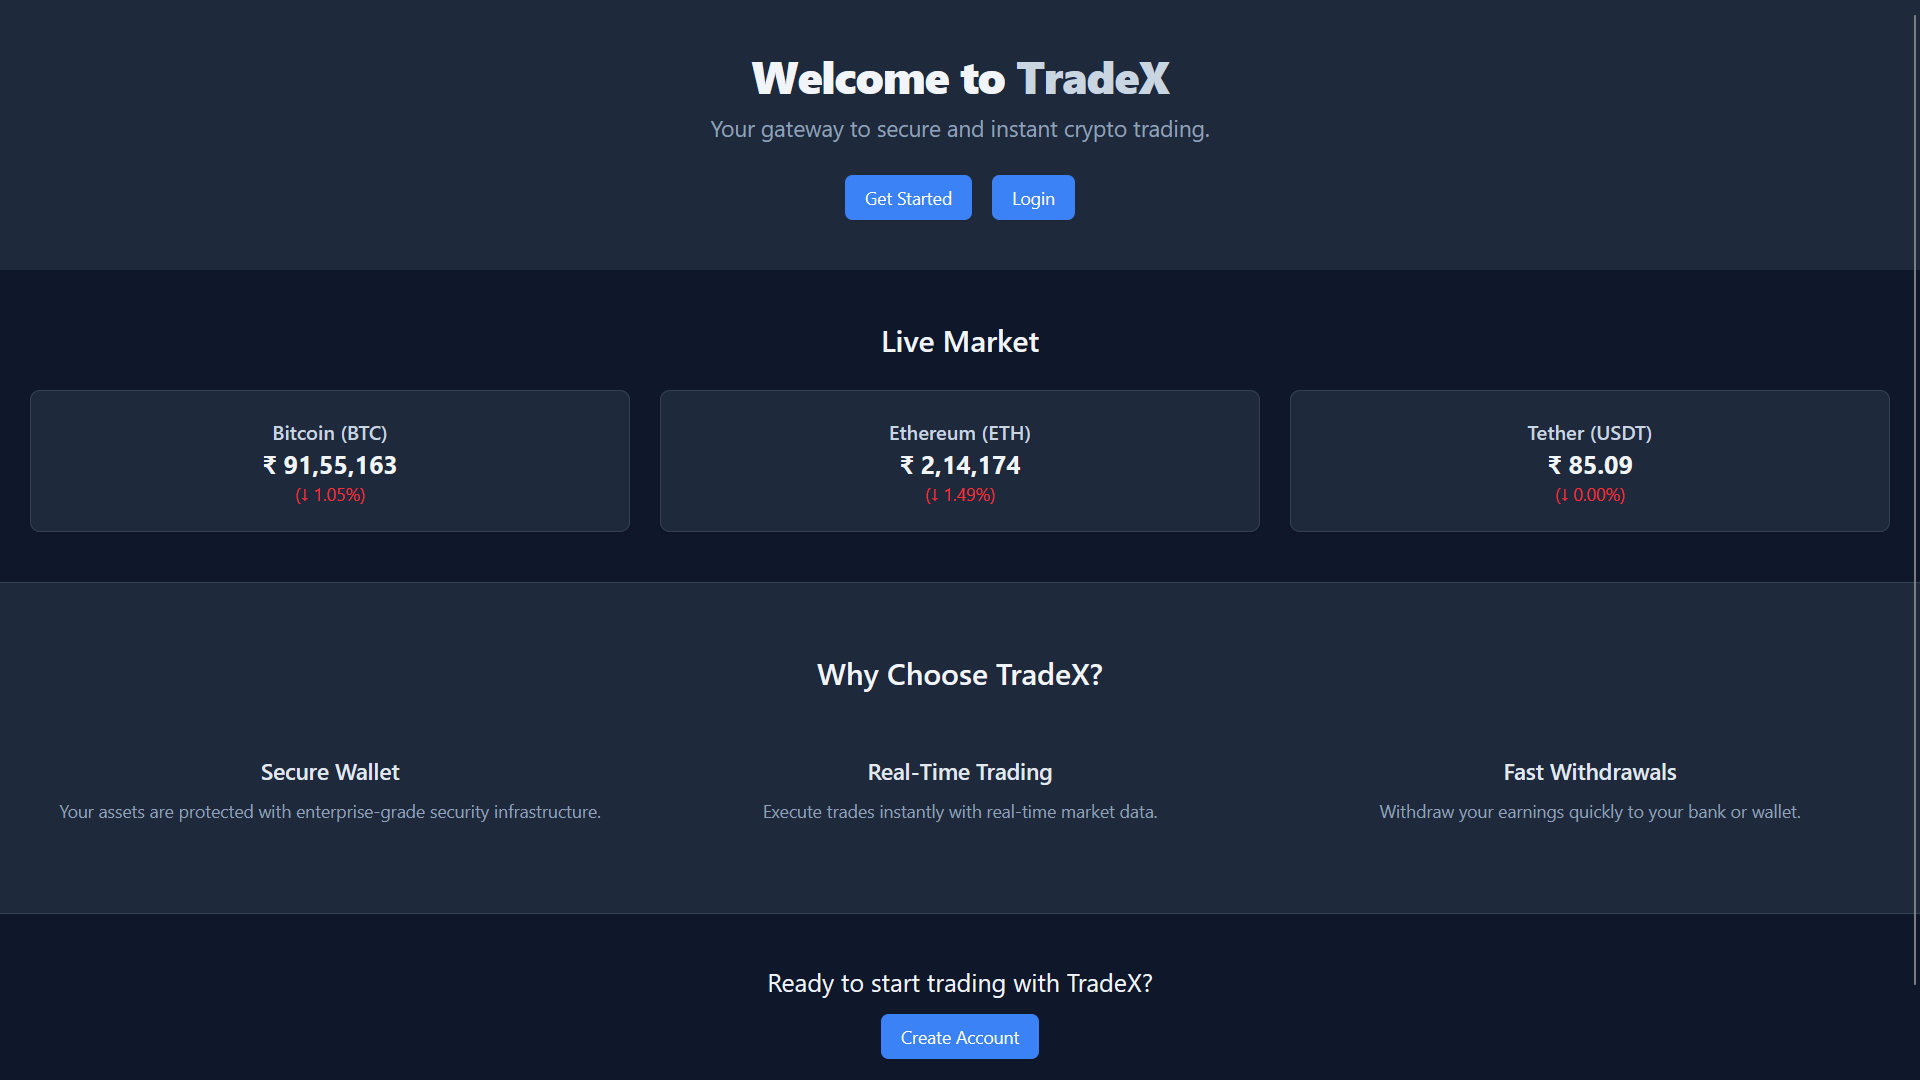 Welcome to TradeX
Your gateway to secure and instant crypto trading.
Get Started
Login
Live Market
Bitcoin (BTC)
₹ 91,55,163
(↓ 1.05%)
Ethereum (ETH)
₹ 2,14,174
(↓ 1.49%)
Tether (USDT)
₹ 85.09
(↓ 0.00%)
Why Choose TradeX?
Secure Wallet
Your assets are protected with enterprise-grade security infrastructure.
Real-Time Trading
Execute trades instantly with real-time market data.
Fast Withdrawals
Withdraw your earnings quickly to your bank or wallet.
Ready to start trading with TradeX?
Create Account